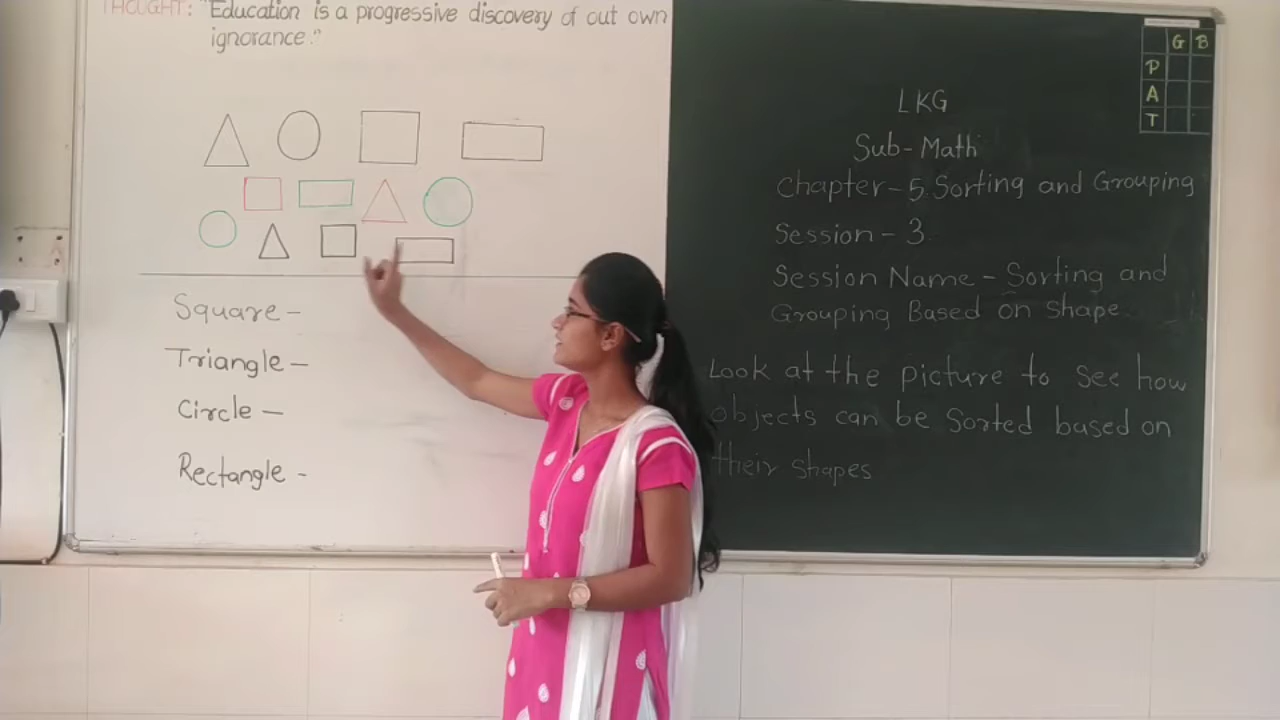 THOUGHT: "Education is a progressive discovery of out own
ignorance."
Square -
Triangle -
Circle -
Rectangle -
G B
P
A
T
LKG
Sub- Math
Chapter- 5 Sorting and Grouping
Session - 3
Session Name - Sorting and
Grouping Based on Shape
Look at the picture to see how
objects can be sorted based on
their shapes